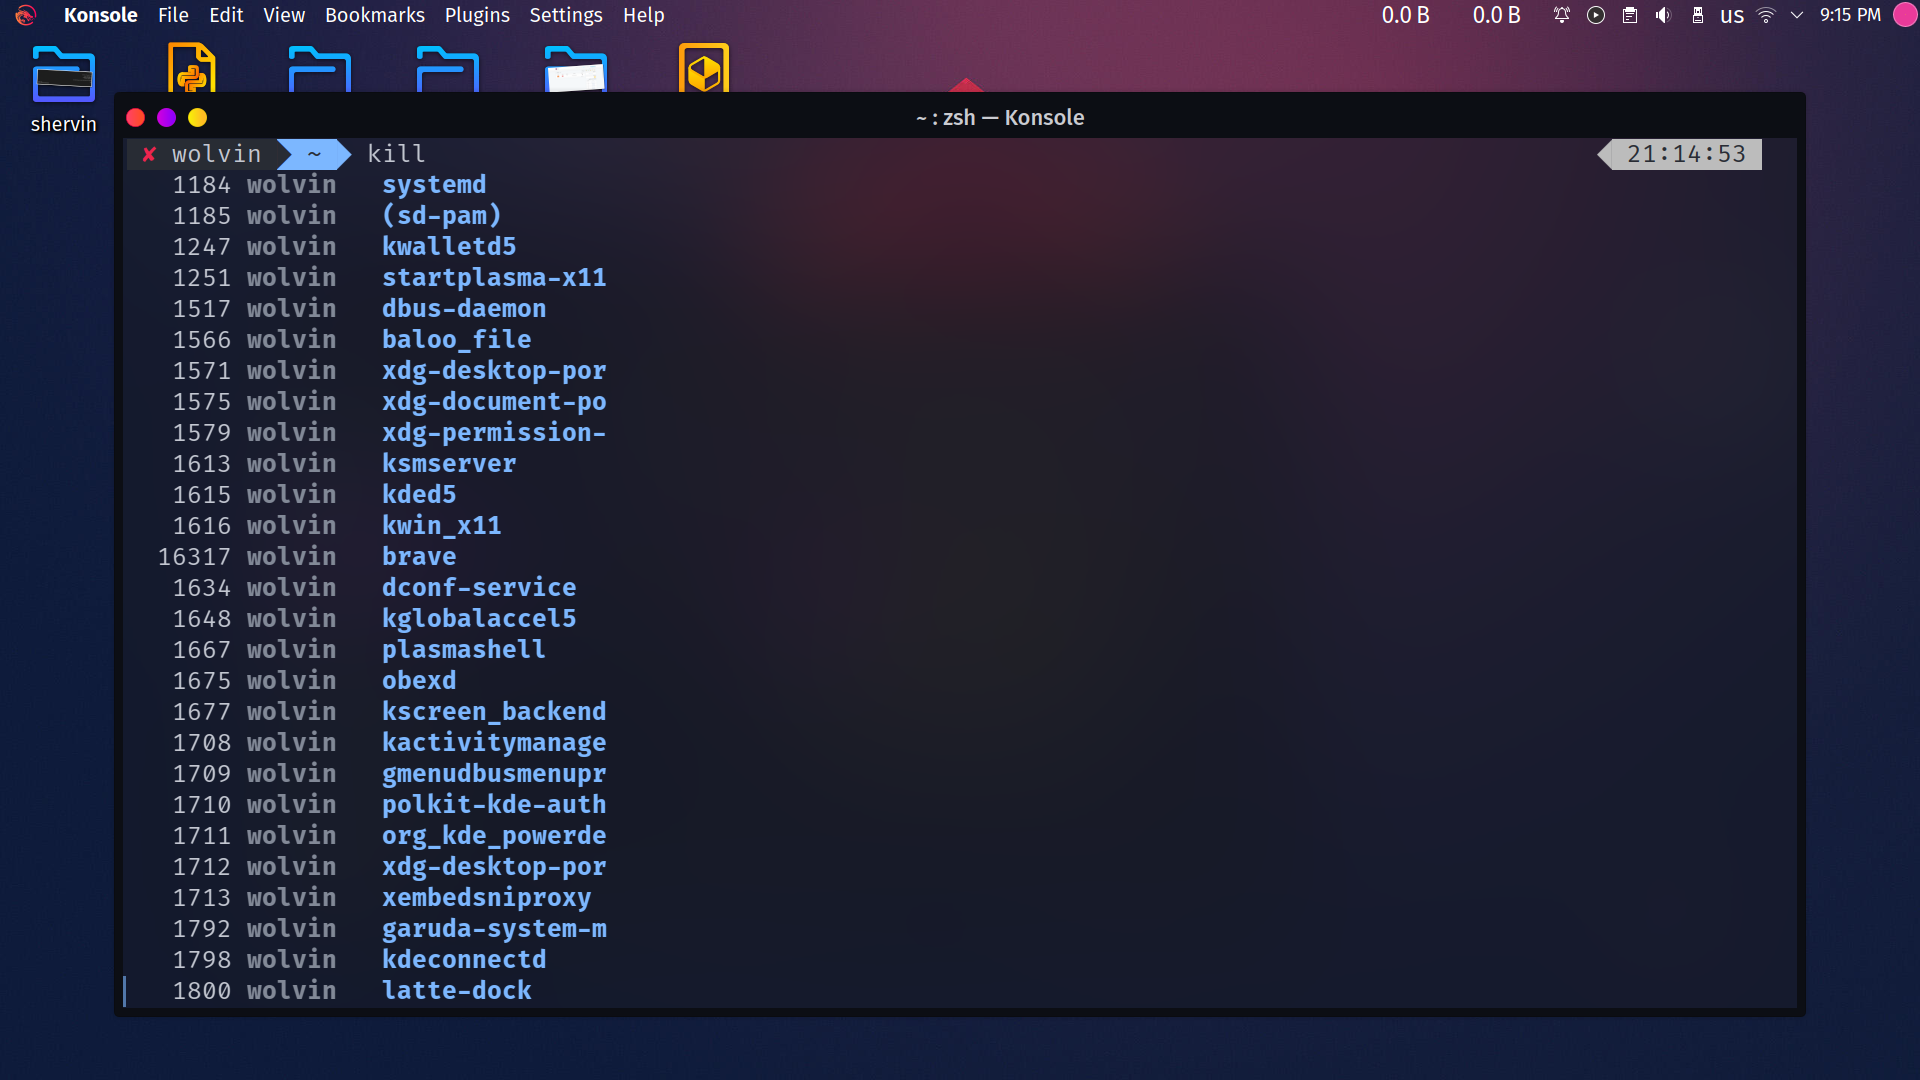 Konsole File Edit View Bookmarks Plugins Settings Help 0.0 B 0.0 B us 9:15 PM
shervin
~ : zsh — Konsole
✘ wolvin ~ kill 21:14:53
1184 wolvin systemd
1185 wolvin (sd-pam)
1247 wolvin kwalletd5
1251 wolvin startplasma-x11
1517 wolvin dbus-daemon
1566 wolvin baloo_file
1571 wolvin xdg-desktop-por
1575 wolvin xdg-document-po
1579 wolvin xdg-permission-
1613 wolvin ksmserver
1615 wolvin kded5
1616 wolvin kwin_x11
16317 wolvin brave
1634 wolvin dconf-service
1648 wolvin kglobalaccel5
1667 wolvin plasmashell
1675 wolvin obexd
1677 wolvin kscreen_backend
1708 wolvin kactivitymanage
1709 wolvin gmenudbusmenupr
1710 wolvin polkit-kde-auth
1711 wolvin org_kde_powerde
1712 wolvin xdg-desktop-por
1713 wolvin xembedsniproxy
1792 wolvin garuda-system-m
1798 wolvin kdeconnectd
1800 wolvin latte-dock